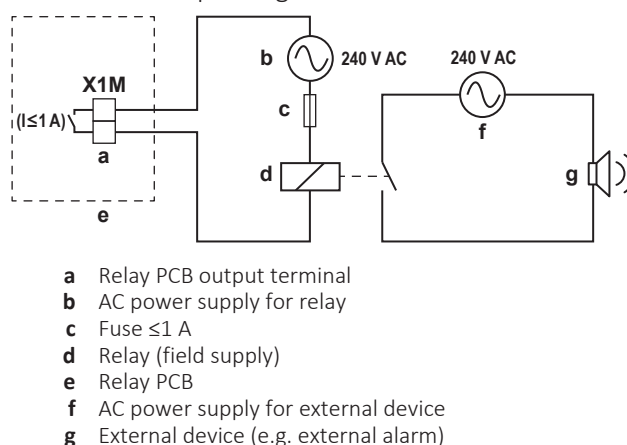 b 240 V AC
240 V AC
X1M
c
(I≤1 A)
f
a
d
g
e
a Relay PCB output terminal
b AC power supply for relay
c Fuse ≤1 A
d Relay (field supply)
e Relay PCB
f AC power supply for external device
g External device (e.g. external alarm)